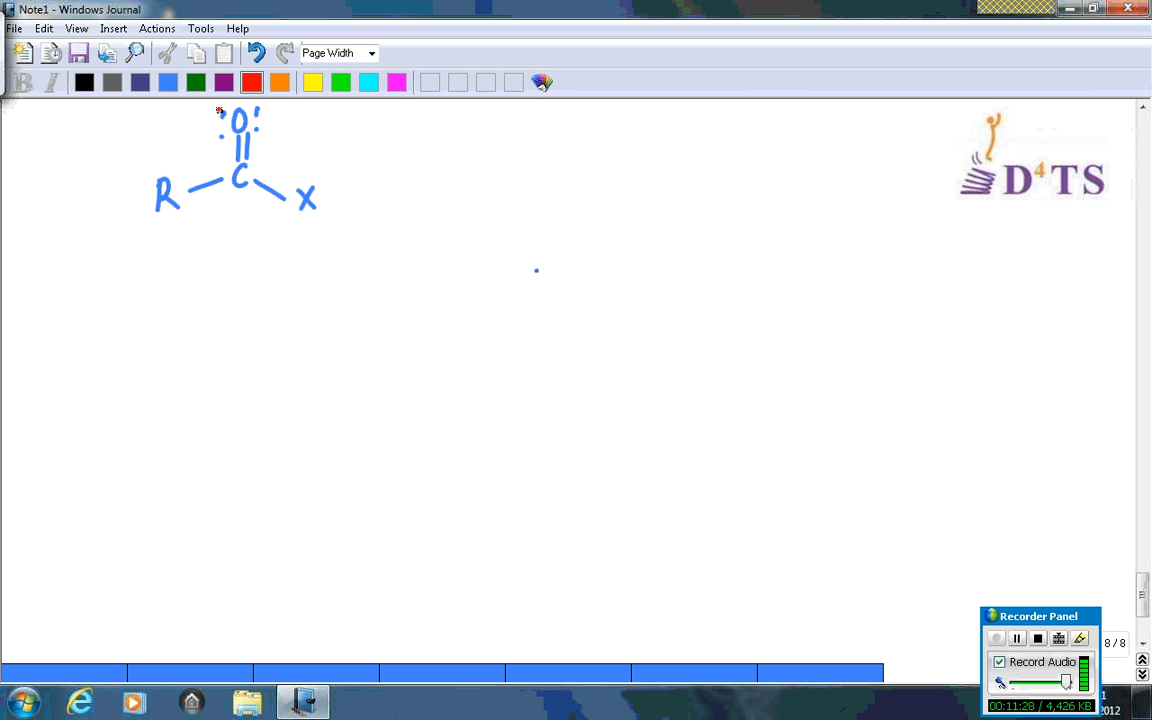 Note1 - Windows Journal
File Edit View Insert Actions Tools Help
Page Width
B I
:O:
C
R X
D4TS
Recorder Panel
Record Audio
00:11:28 / 4,426 KB
8 / 8
2012